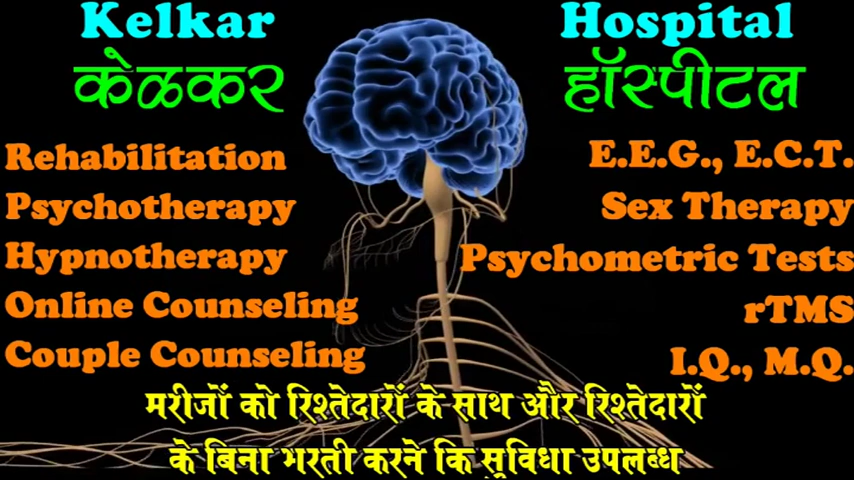 Kelkar Hospital
केळकर हॉस्पीटल
Rehabilitation
Psychotherapy
Hypnotherapy
Online Counseling
Couple Counseling
E.E.G., E.C.T.
Sex Therapy
Psychometric Tests
rTMS
I.Q., M.Q.
मरीजों को रिश्तेदारों के साथ और रिश्तेदारों
के बिना भरती करने कि सुविधा उपलब्ध